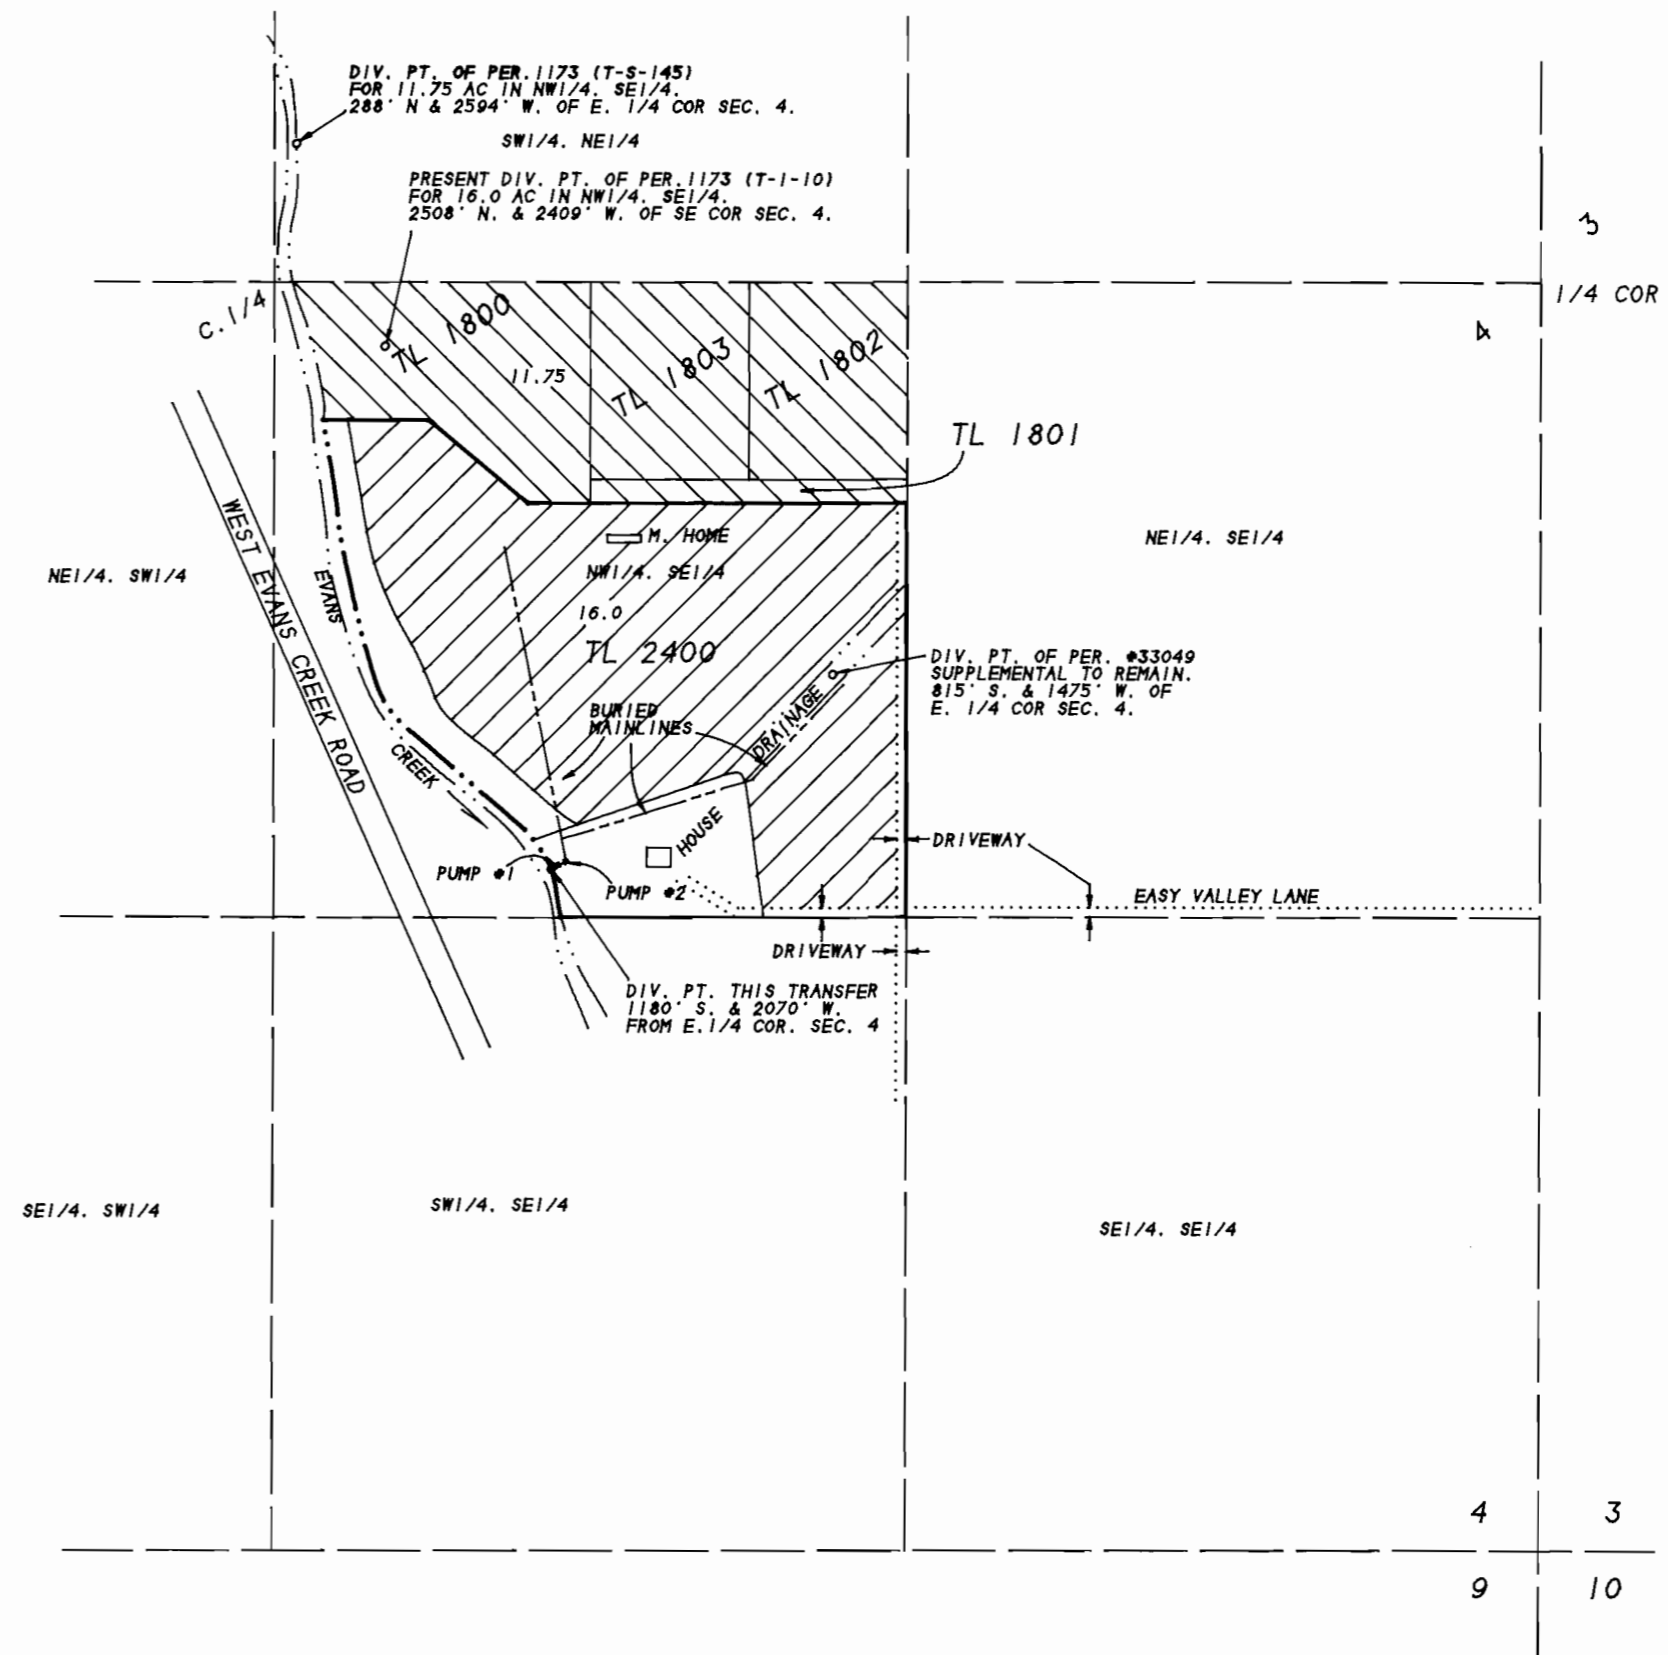 DIV. PT. OF PER. 1173 (T-S-145)
FOR 11.75 AC IN NW1/4. SE1/4.
288' N & 2594' W. OF E. 1/4 COR SEC. 4.
SW1/4. NE1/4
PRESENT DIV. PT. OF PER. 1173 (T-1-10)
FOR 16.0 AC IN NW1/4. SE1/4.
2508' N. & 2409' W. OF SE COR SEC. 4.
3
1/4 COR
4
C. 1/4
TL 1800
11.75
TL 1803
TL 1802
TL 1801
M. HOME
NW1/4. SE1/4
16.0
TL 2400
NE1/4. SE1/4
NE1/4. SW1/4
WEST EVANS CREEK ROAD
EVANS
CREEK
DIV. PT. OF PER. #33049
SUPPLEMENTAL TO REMAIN.
815' S. & 1475' W. OF
E. 1/4 COR SEC. 4.
BURIED
MAINLINES
DRAINAGE
HOUSE
DRIVEWAY
PUMP #1
PUMP #2
EASY VALLEY LANE
DRIVEWAY
DIV. PT. THIS TRANSFER
1180' S. & 2070' W.
FROM E. 1/4 COR. SEC. 4
SE1/4. SW1/4
SW1/4. SE1/4
SE1/4. SE1/4
4 3
9 10